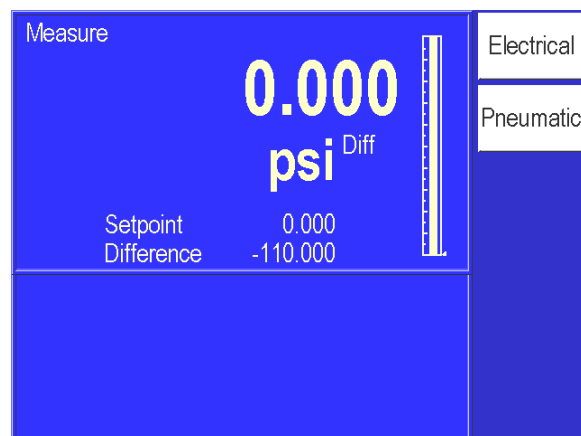 Measure
0.000
psi Diff
Setpoint 0.000
Difference -110.000
Electrical
Pneumatic